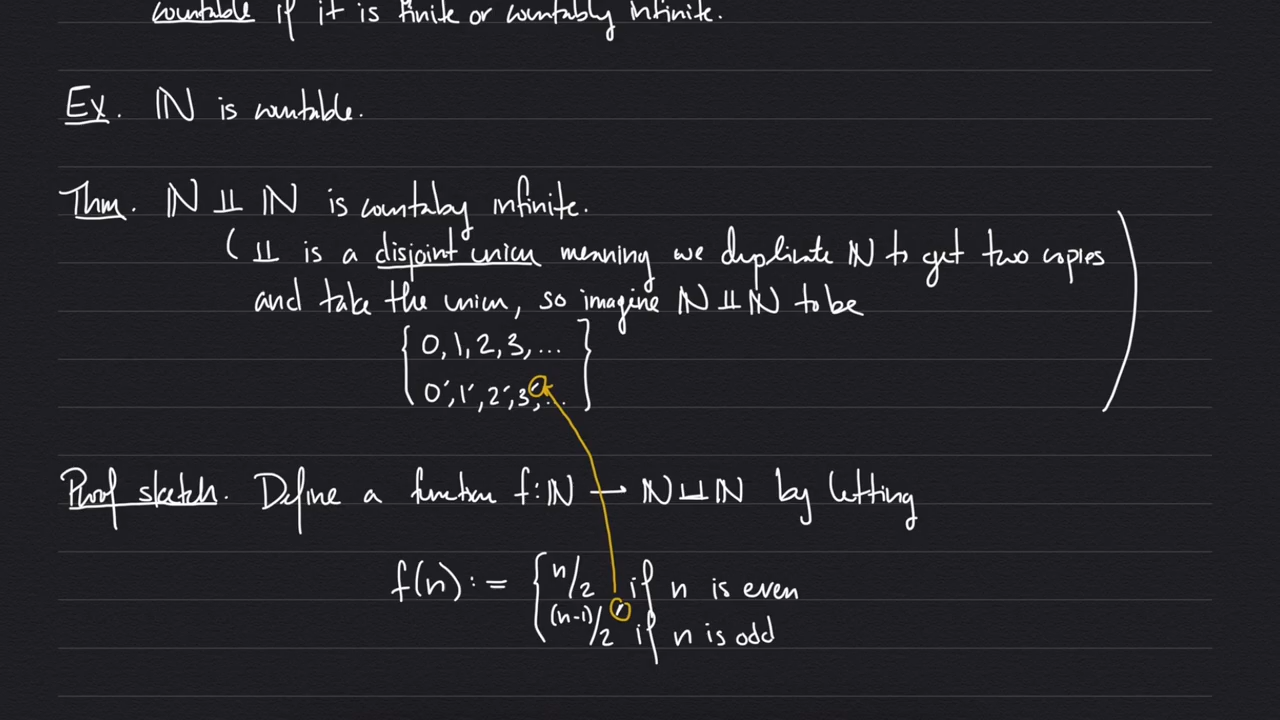 countable if it is finite or countably infinite.
Ex. ℕ is countable.
Thm. ℕ ⨿ ℕ is countaby infinite.
( ⨿ is a disjoint union meaning we duplicate ℕ to get two copies
and take the union, so imagine ℕ ⨿ ℕ to be )
{ 0, 1, 2, 3, ...
0′, 1′, 2′, 3′, ... }
Proof sketch. Define a function f: ℕ → ℕ ⊔ ℕ by letting
f(n) := { n/2 if n is even
(n-1)/2′ if n is odd